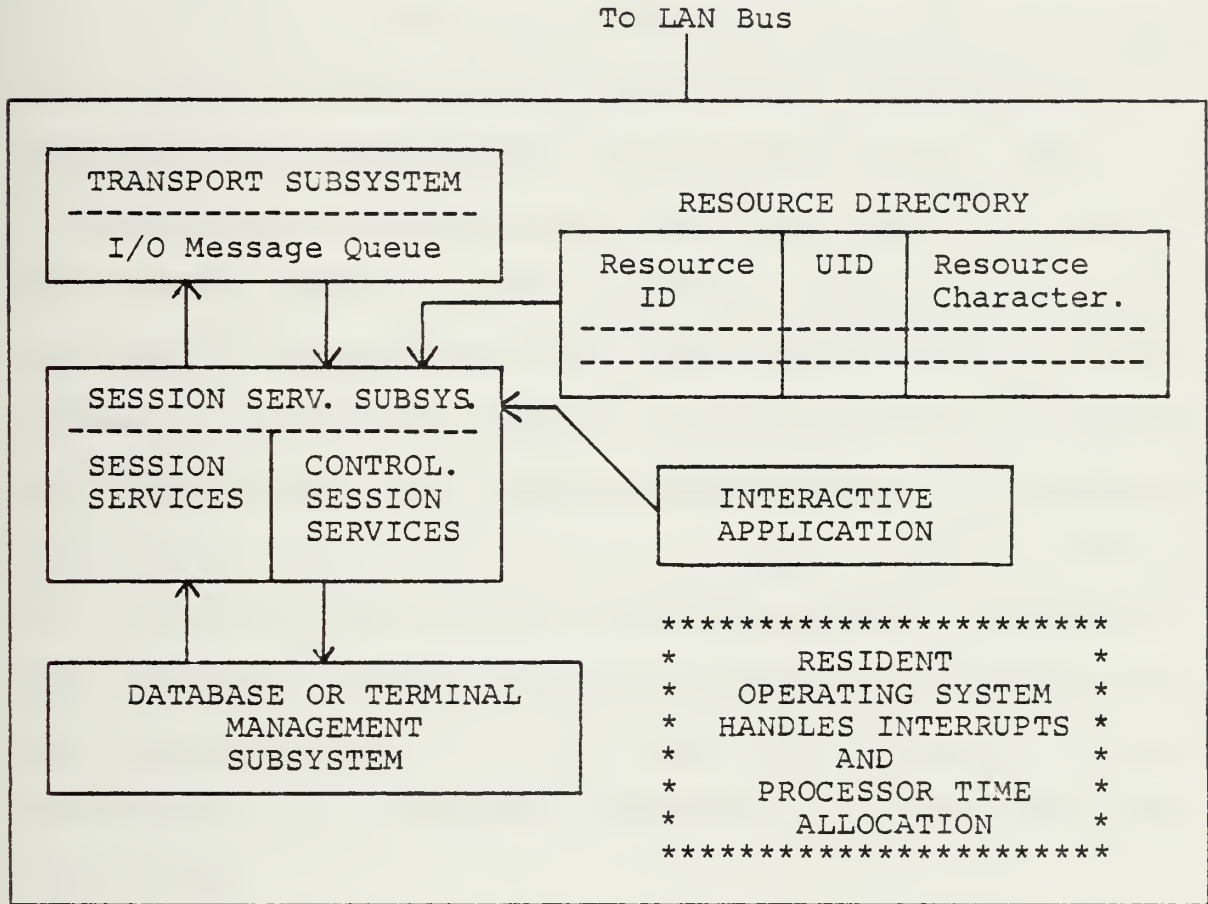 To LAN Bus
TRANSPORT SUBSYSTEM
I/O Message Queue
RESOURCE DIRECTORY
Resource ID
UID
Resource Character.
SESSION SERV. SUBSYS.
SESSION
SERVICES
CONTROL.
SESSION
SERVICES
INTERACTIVE
APPLICATION
DATABASE OR TERMINAL
MANAGEMENT
SUBSYSTEM
***********************
* RESIDENT *
* OPERATING SYSTEM *
* HANDLES INTERRUPTS *
* AND *
* PROCESSOR TIME *
* ALLOCATION *
***********************